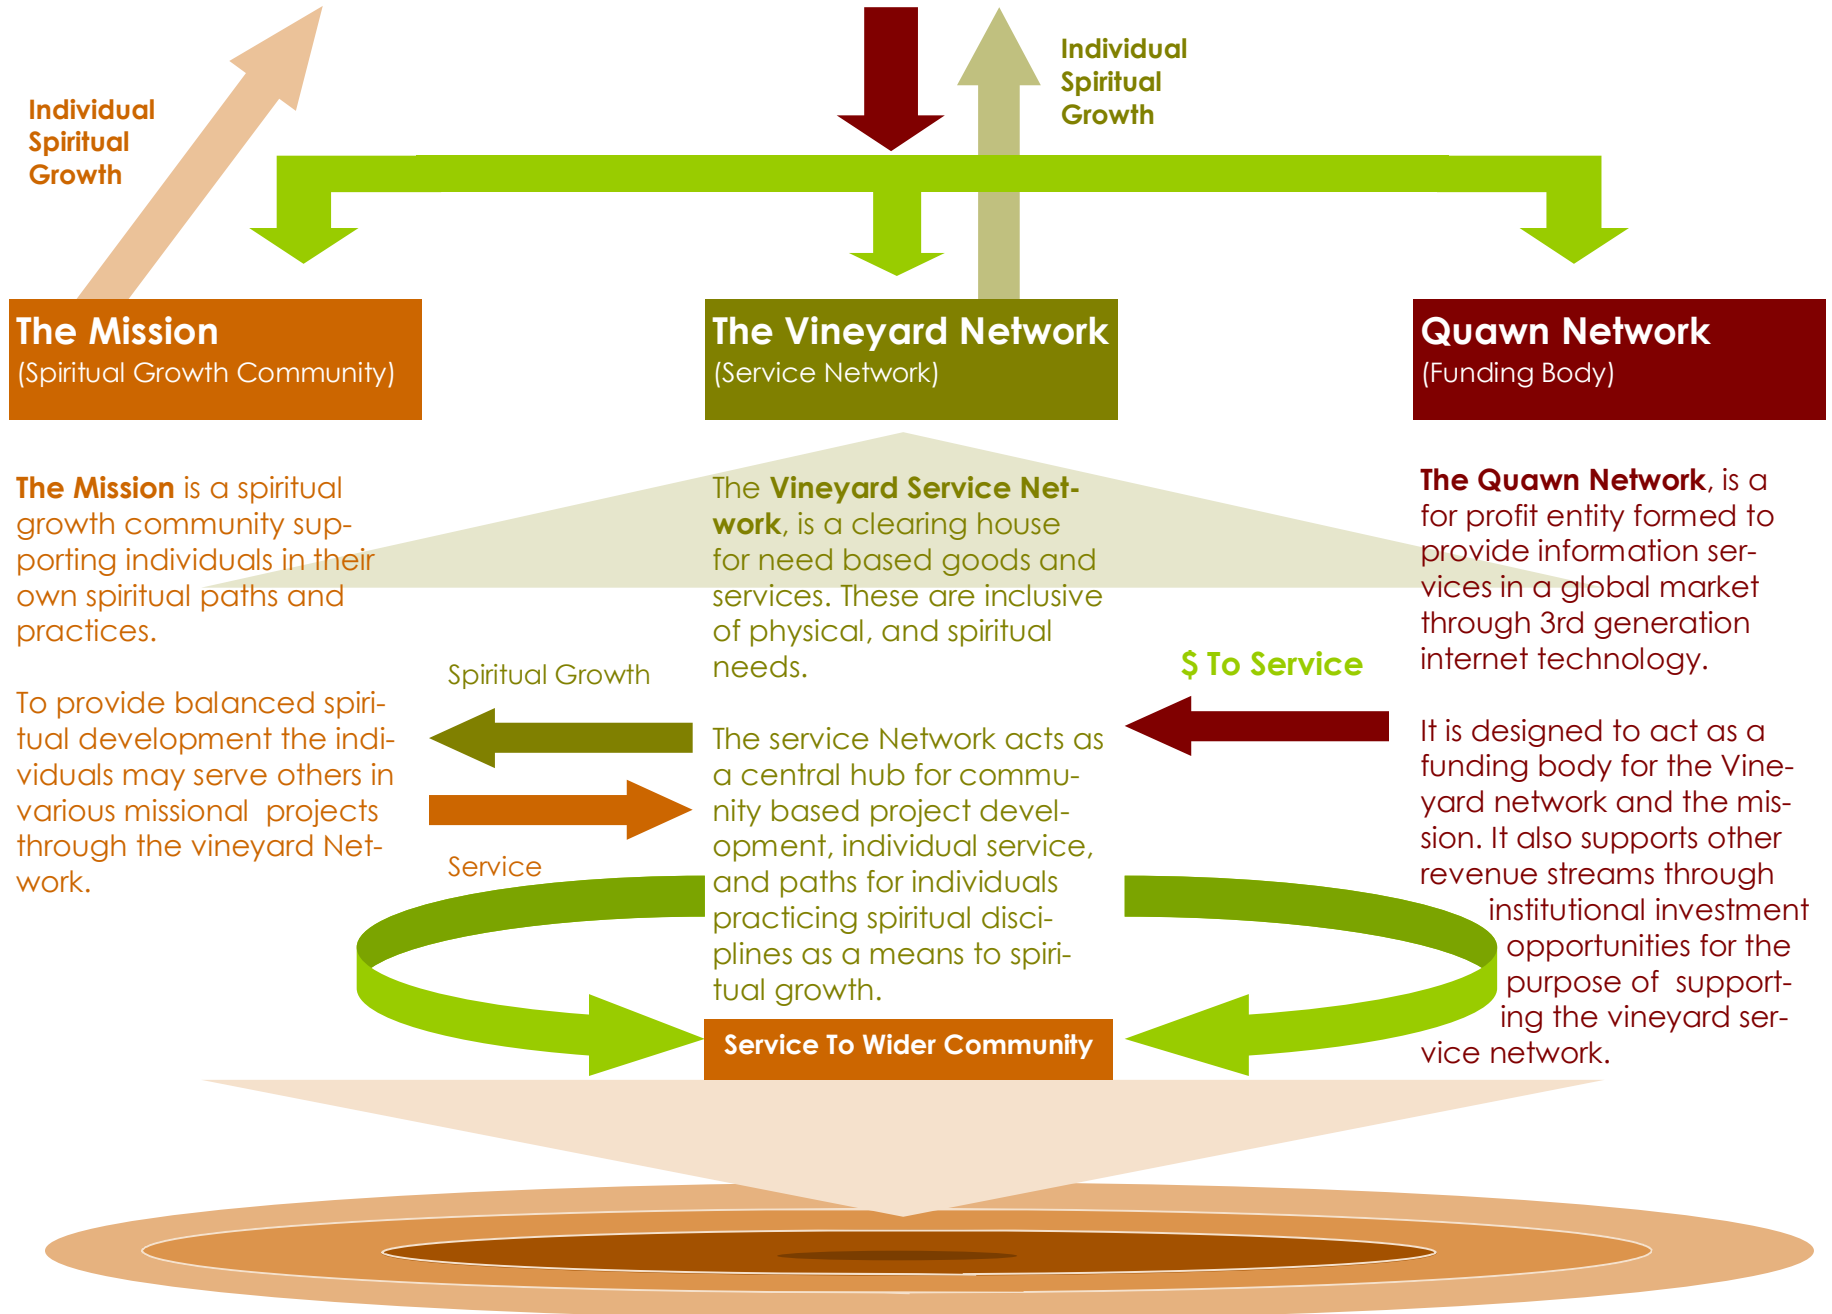 Individual
Spiritual
Growth
Individual
Spiritual
Growth
The Mission
(Spiritual Growth Community)
The Vineyard Network
(Service Network)
Quawn Network
(Funding Body)
The Mission is a spiritual
growth community sup-
porting individuals in their
own spiritual paths and
practices.
To provide balanced spiri-
tual development the indi-
viduals may serve others in
various missional projects
through the vineyard Net-
work.
Spiritual Growth
Service
The Vineyard Service Net-
work, is a clearing house
for need based goods and
services. These are inclusive
of physical, and spiritual
needs.
The service Network acts as
a central hub for commu-
nity based project devel-
opment, individual service,
and paths for individuals
practicing spiritual disci-
plines as a means to spiri-
tual growth.
Service To Wider Community
$ To Service
The Quawn Network, is a
for profit entity formed to
provide information ser-
vices in a global market
through 3rd generation
internet technology.
It is designed to act as a
funding body for the Vine-
yard network and the mis-
sion. It also supports other
revenue streams through
institutional investment
opportunities for the
purpose of support-
ing the vineyard ser-
vice network.